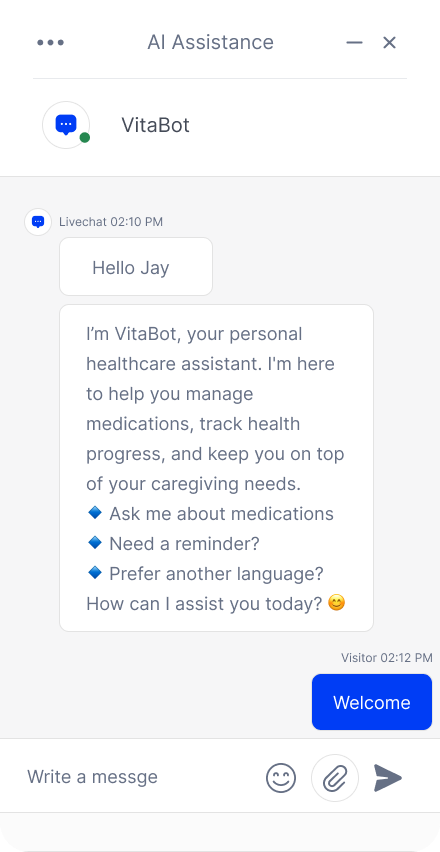 AI Assistance
VitaBot
Livechat 02:10 PM
Hello Jay
I’m VitaBot, your personal
healthcare assistant. I'm here
to help you manage
medications, track health
progress, and keep you on top
of your caregiving needs.
🔹 Ask me about medications
🔹 Need a reminder?
🔹 Prefer another language?
How can I assist you today? 😊
Visitor 02:12 PM
Welcome
Write a messge